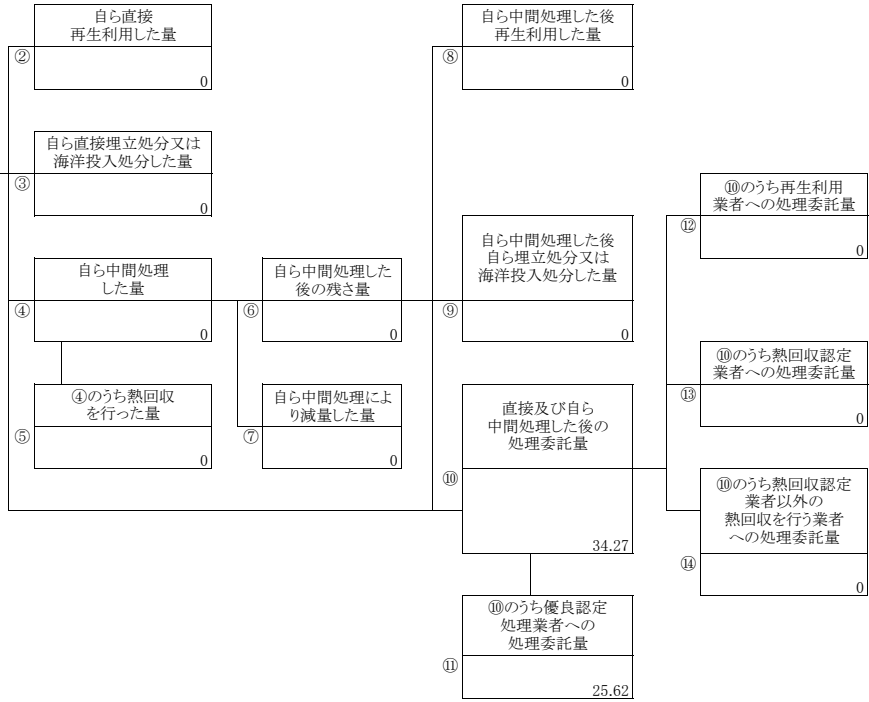 自ら直接
再生利用した量
②
0
自ら直接埋立処分又は
海洋投入処分した量
③
0
自ら中間処理
した量
④
0
④のうち熱回収
を行った量
⑤
0
自ら中間処理した
後の残さ量
⑥
0
自ら中間処理によ
り減量した量
⑦
0
自ら中間処理した後
再生利用した量
⑧
0
自ら中間処理した後
自ら埋立処分又は
海洋投入処分した量
⑨
0
直接及び自ら
中間処理した後の
処理委託量
⑩
34.27
⑩のうち優良認定
処理業者への
処理委託量
⑪
25.62
⑩のうち再生利用
業者への処理委託量
⑫
0
⑩のうち熱回収認定
業者への処理委託量
⑬
0
⑩のうち熱回収認定
業者以外の
熱回収を行う業者
への処理委託量
⑭
0